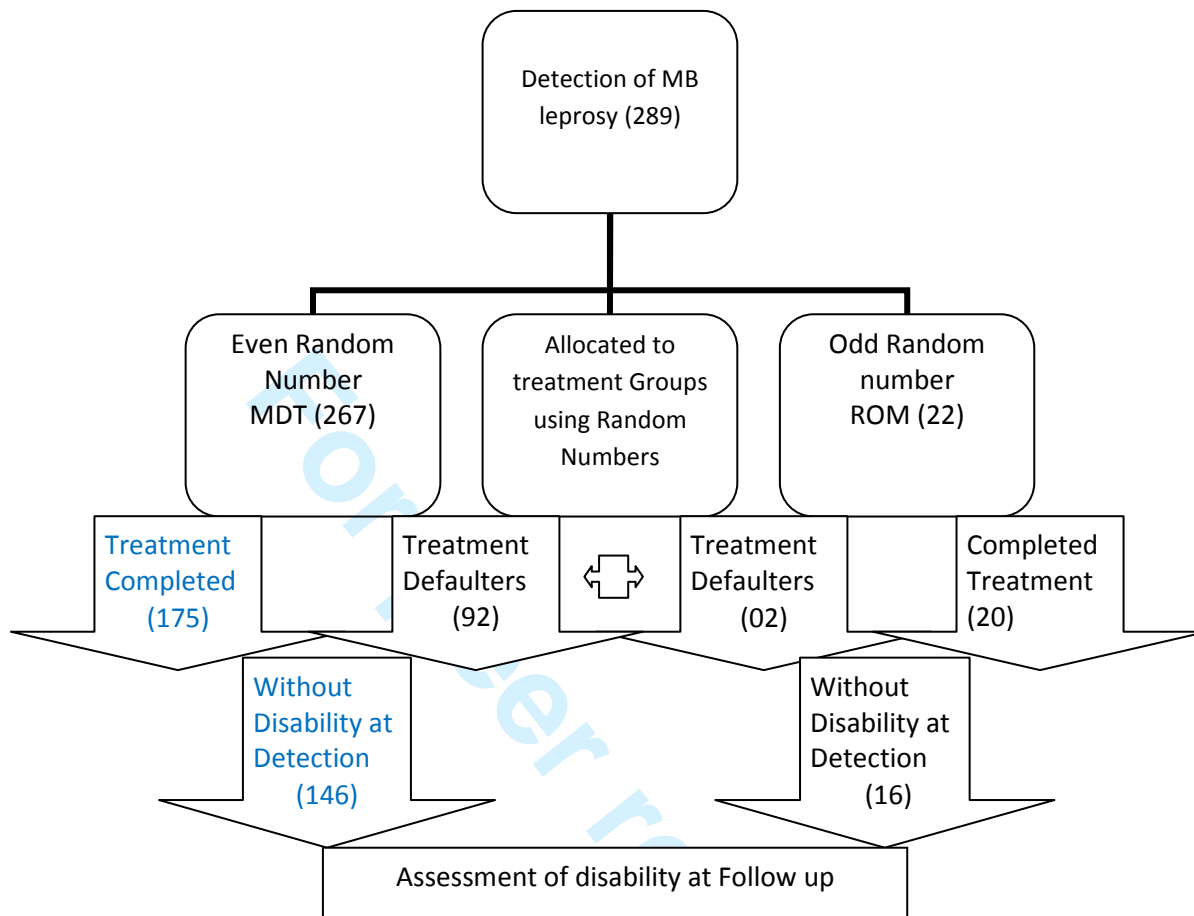 Detection of MB
leprosy (289)
Even Random
Number
MDT (267)
Allocated to
treatment Groups
using Random
Numbers
Odd Random
number
ROM (22)
Treatment
Completed
(175)
Treatment
Defaulters
(92)
Treatment
Defaulters
(02)
Completed
Treatment
(20)
Without
Disability at
Detection
(146)
Without
Disability at
Detection
(16)
Assessment of disability at Follow up
For